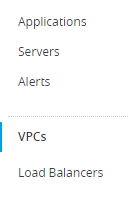 Applications
Servers
Alerts
VPCs
Load Balancers